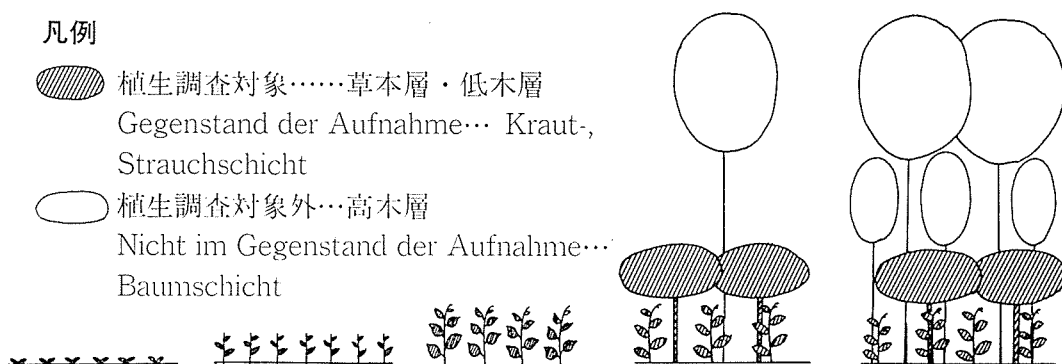 凡例
植生調査対象……草本層・低木層
Gegenstand der Aufnahme… Kraut-,
Strauchschicht
植生調査対象外…高木層
Nicht im Gegenstand der Aufnahme…
Baumschicht